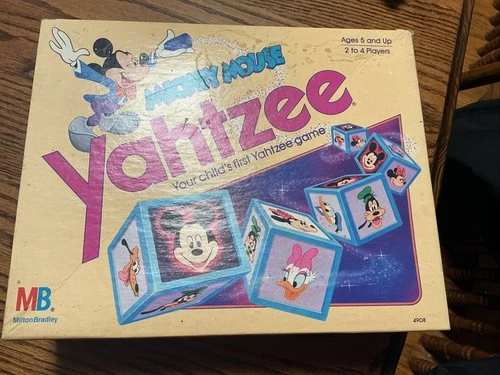 Ages 5 and Up
2 to 4 Players
MICKEY MOUSE
Yahtzee®
Your child's first Yahtzee game
MB®
Milton Bradley
4908